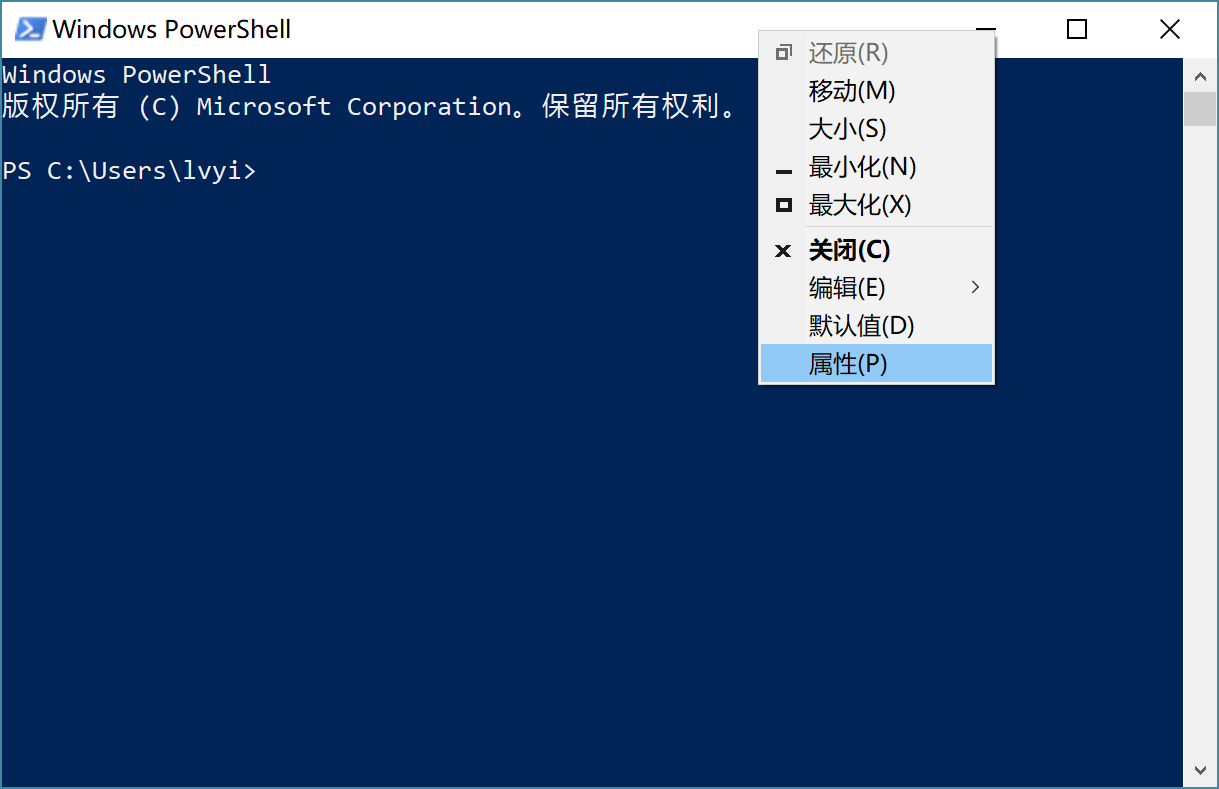 Windows PowerShell
Windows PowerShell
版权所有 (C) Microsoft Corporation。保留所有权利。
PS C:\Users\lvyi>
还原(R)
移动(M)
大小(S)
最小化(N)
最大化(X)
关闭(C)
编辑(E)
默认值(D)
属性(P)